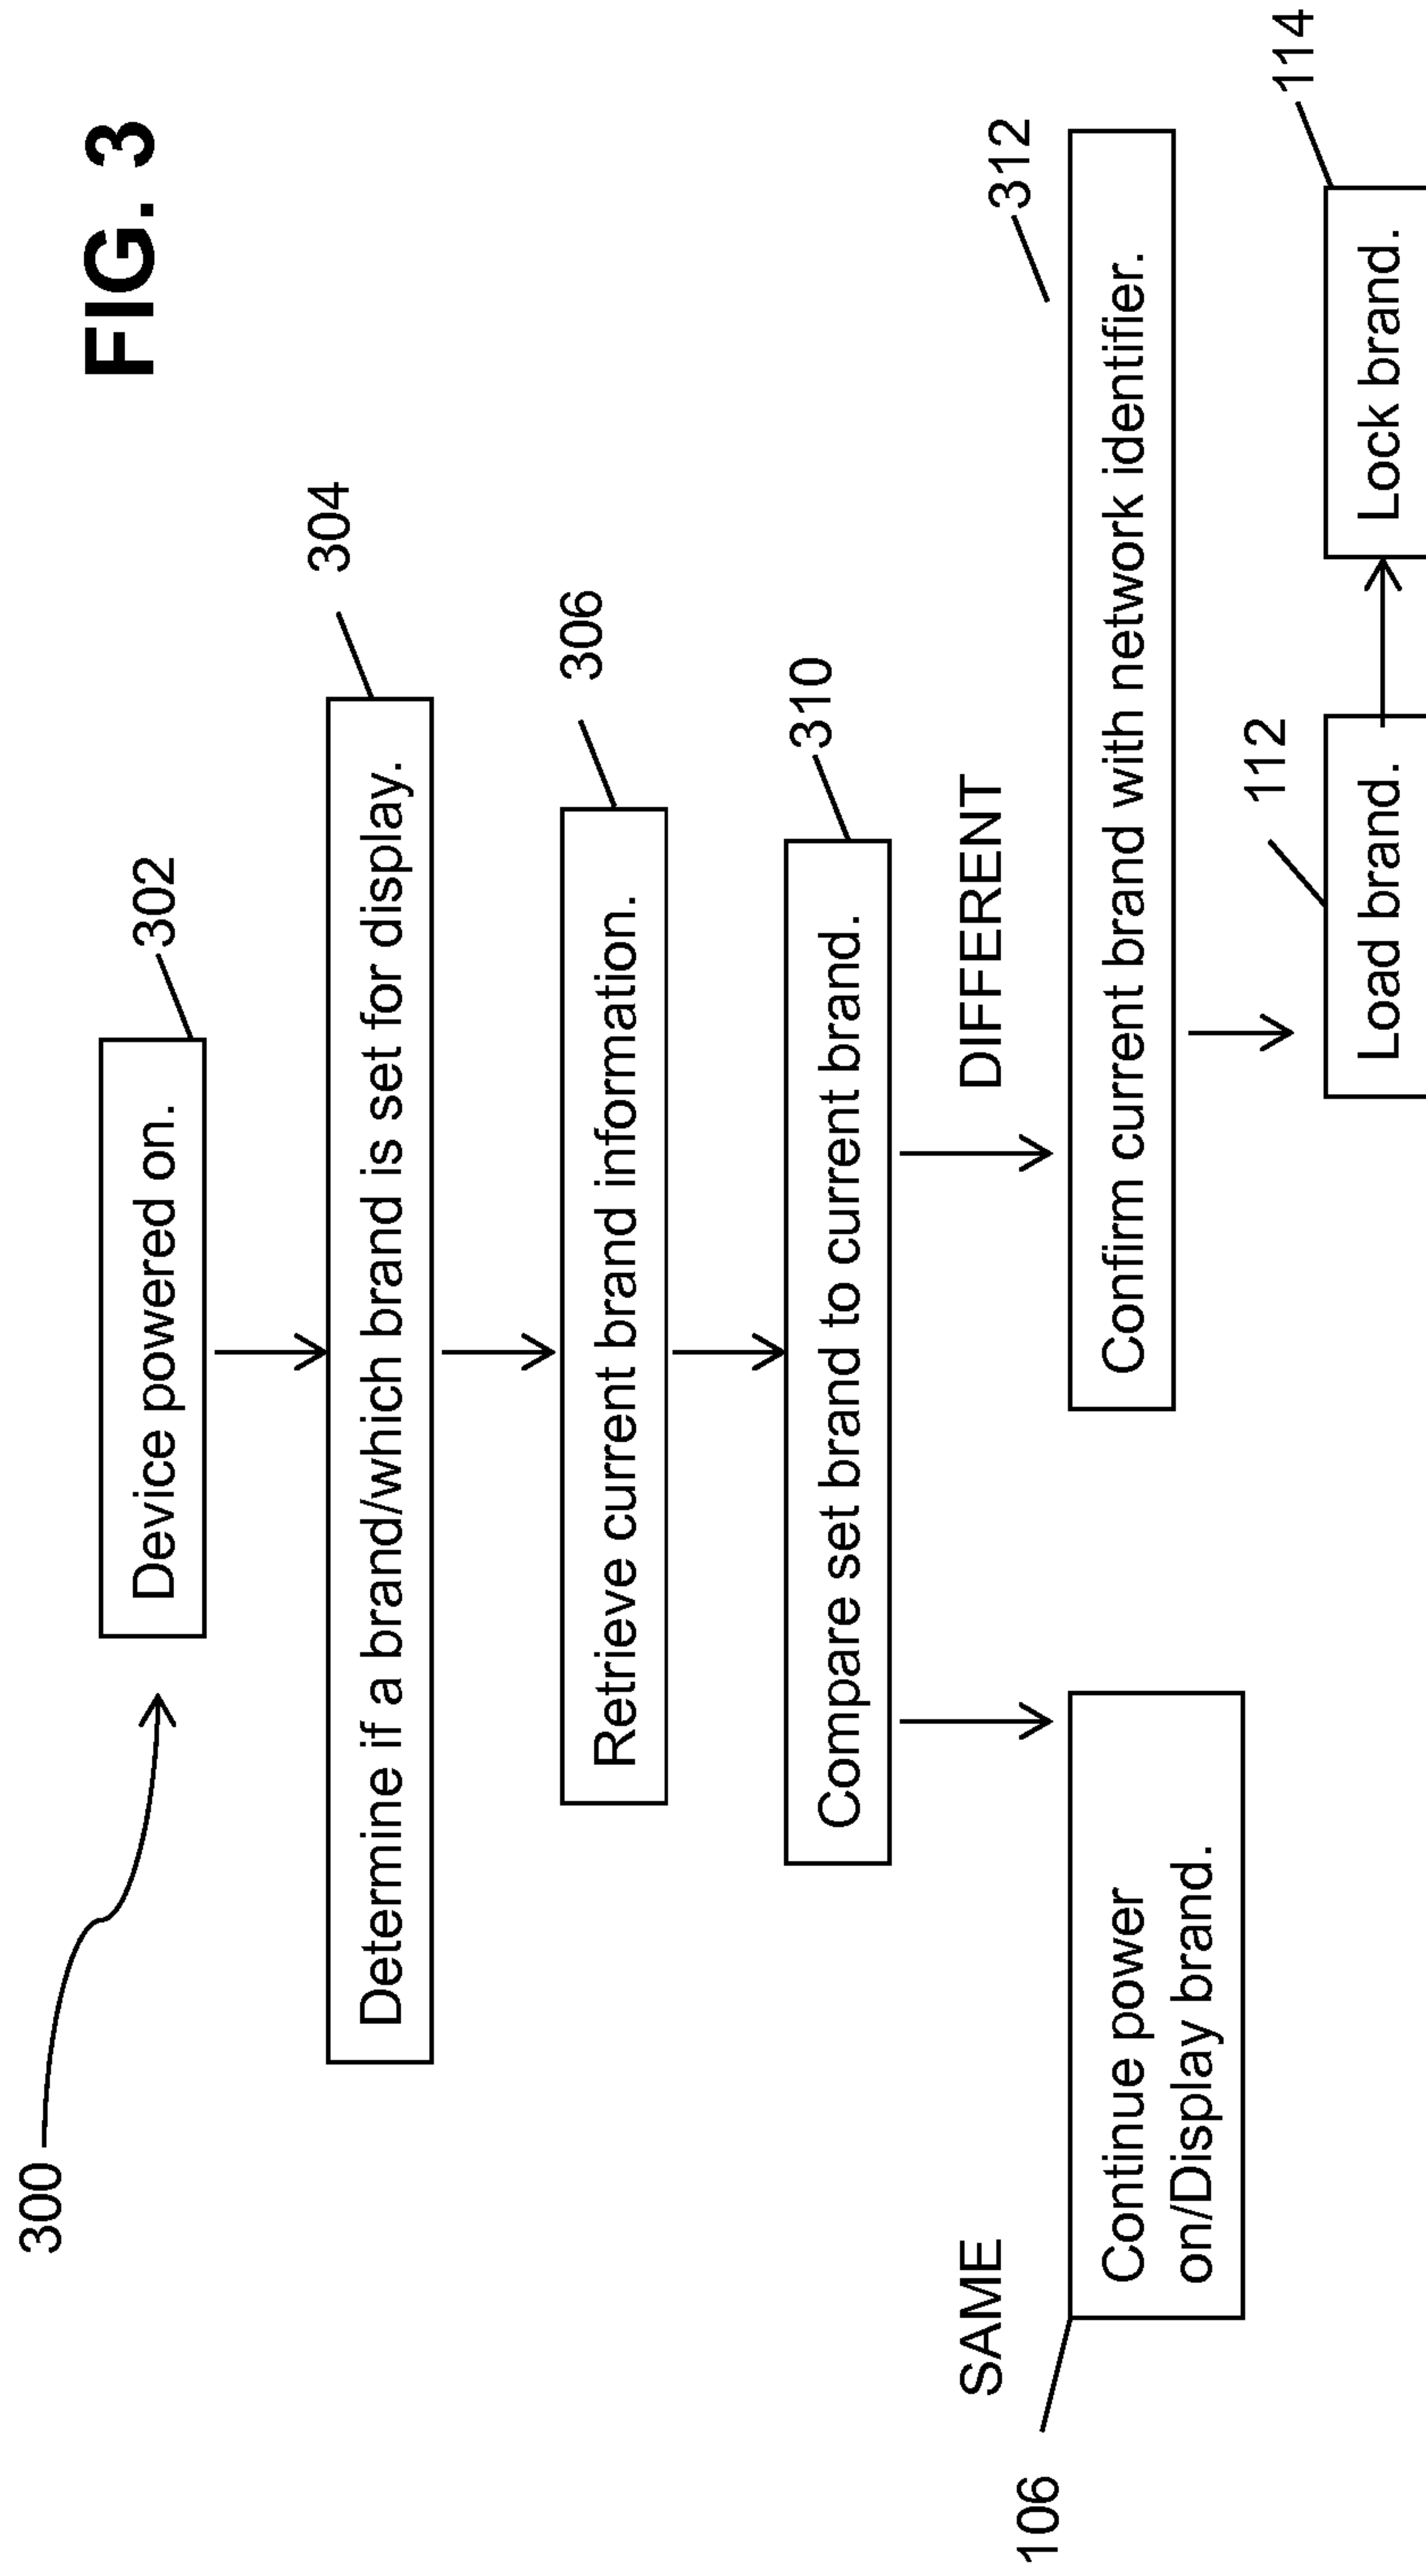 FIG. 3
300
Device powered on.
302
Determine if a brand/which brand is set for display.
304
Retrieve current brand information.
306
Compare set brand to current brand.
310
SAME
DIFFERENT
106
Continue power
on/Display brand.
312
Confirm current brand with network identifier.
112
Load brand.
114
Lock brand.